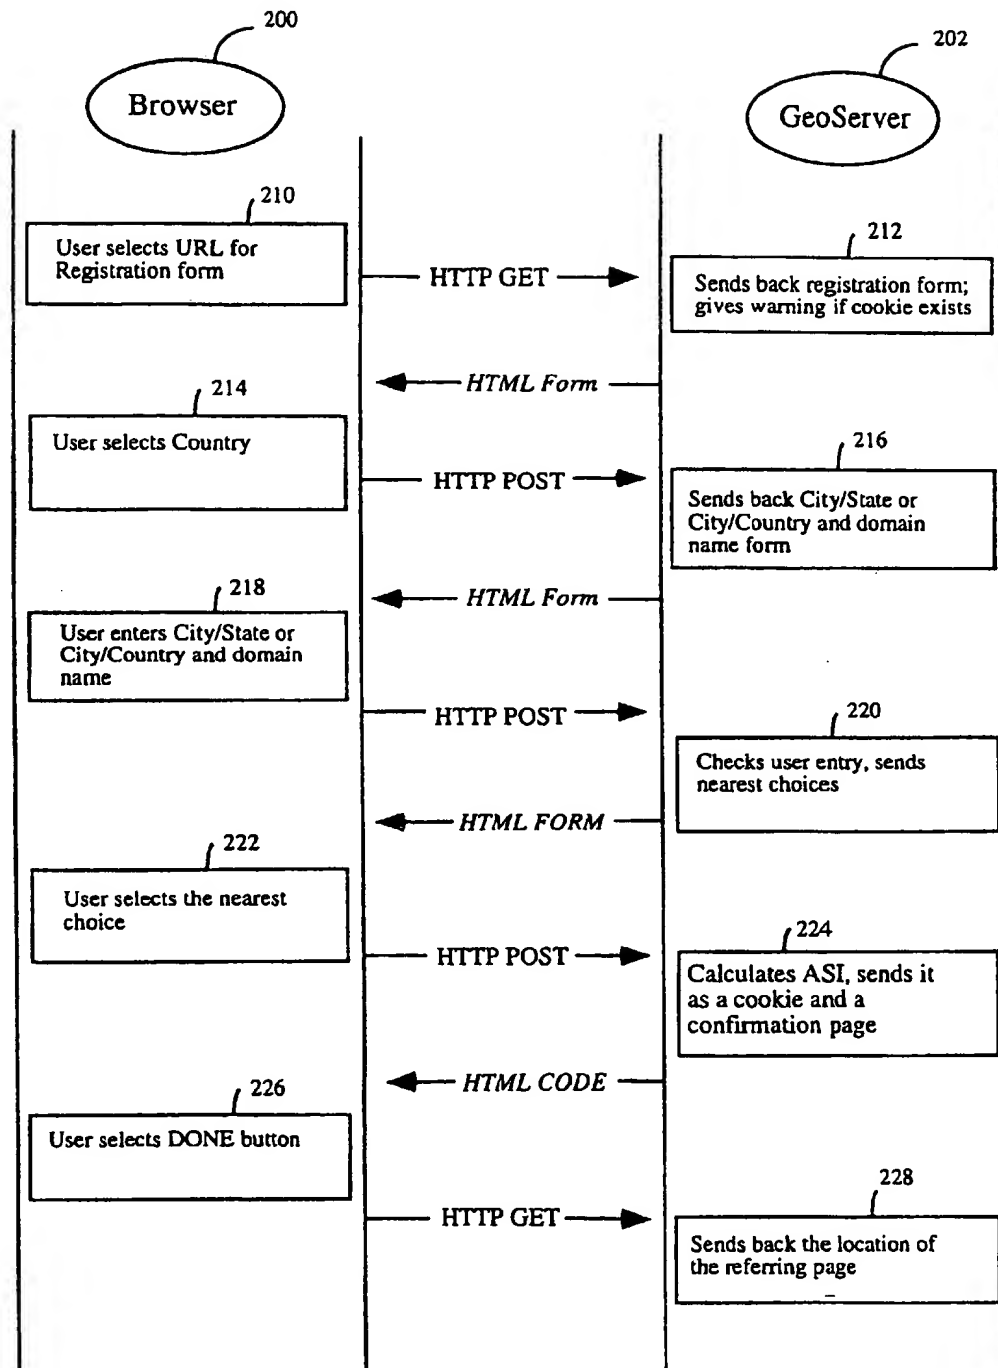 200
202
Browser
GeoServer
210
User selects URL for
Registration form
212
HTTP GET
Sends back registration form;
gives warning if cookie exists
HTML Form
214
User selects Country
216
HTTP POST
Sends back City/State or
City/Country and domain
name form
HTML Form
218
User enters City/State or
City/Country and domain
name
HTTP POST
220
Checks user entry, sends
nearest choices
HTML FORM
222
User selects the nearest
choice
224
HTTP POST
Calculates ASI, sends it
as a cookie and a
confirmation page
HTML CODE
226
User selects DONE button
228
HTTP GET
Sends back the location of
the referring page